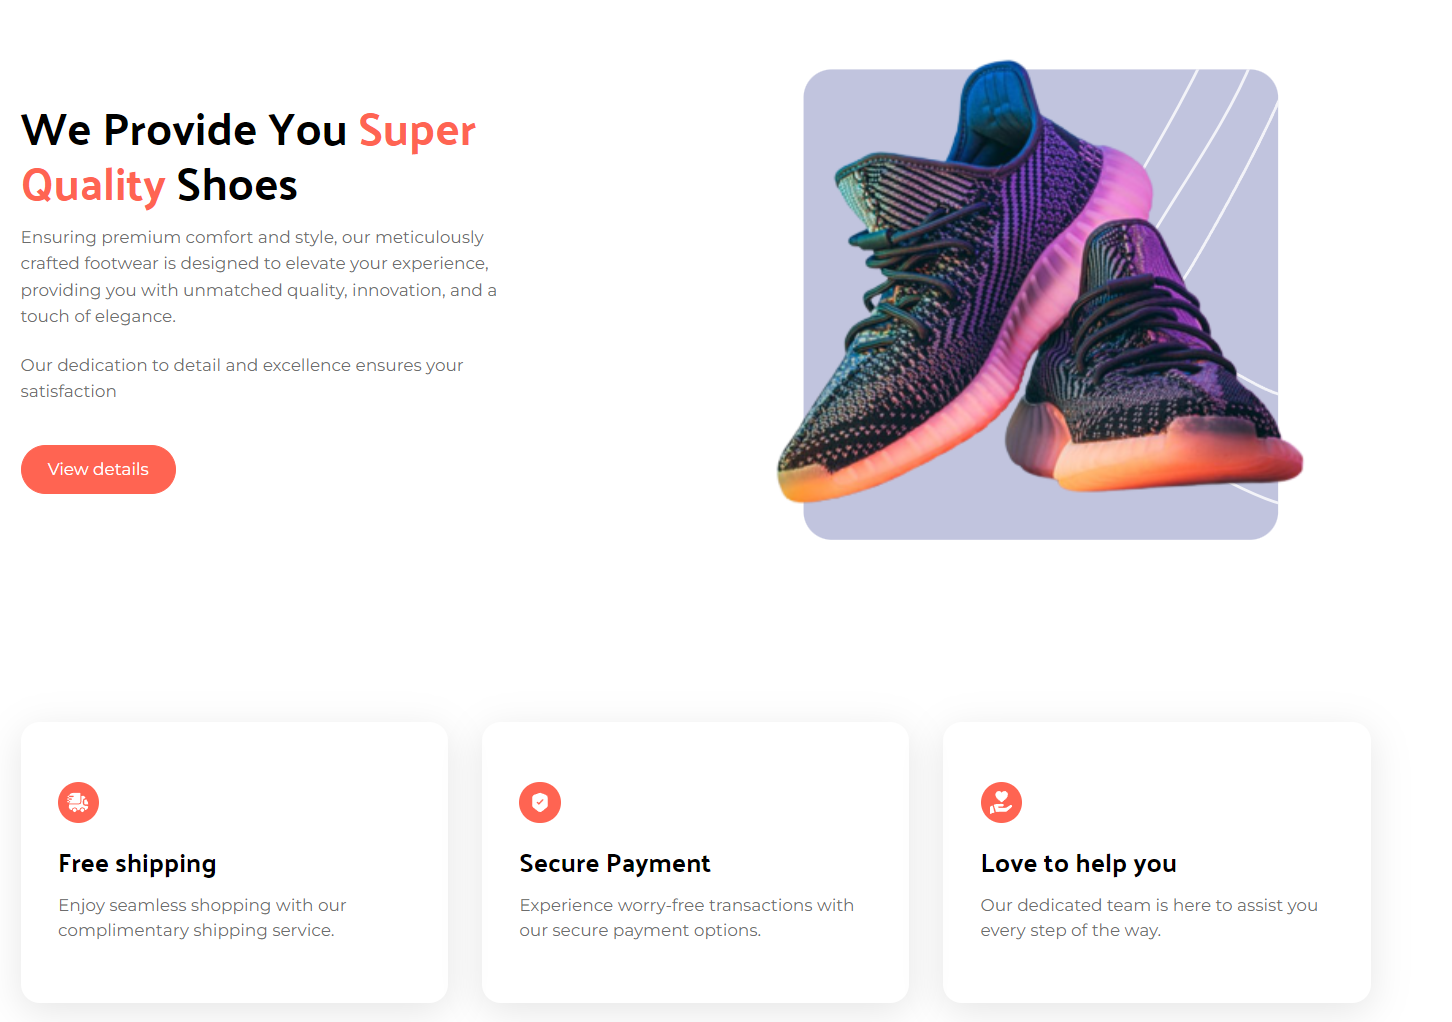 We Provide You Super
Quality Shoes
Ensuring premium comfort and style, our meticulously
crafted footwear is designed to elevate your experience,
providing you with unmatched quality, innovation, and a
touch of elegance.
Our dedication to detail and excellence ensures your
satisfaction
View details
Free shipping
Enjoy seamless shopping with our
complimentary shipping service.
Secure Payment
Experience worry-free transactions with
our secure payment options.
Love to help you
Our dedicated team is here to assist you
every step of the way.